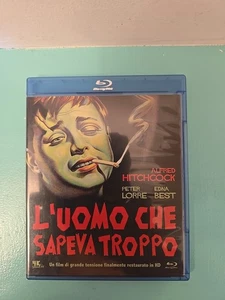 Blu-ray Disc
ALFRED
HITCHCOCK
PETER EDNA
LORRE BEST
L'UOMO CHE
SAPEVA TROPPO
Un film di grande tensione finalmente restaurato in HD